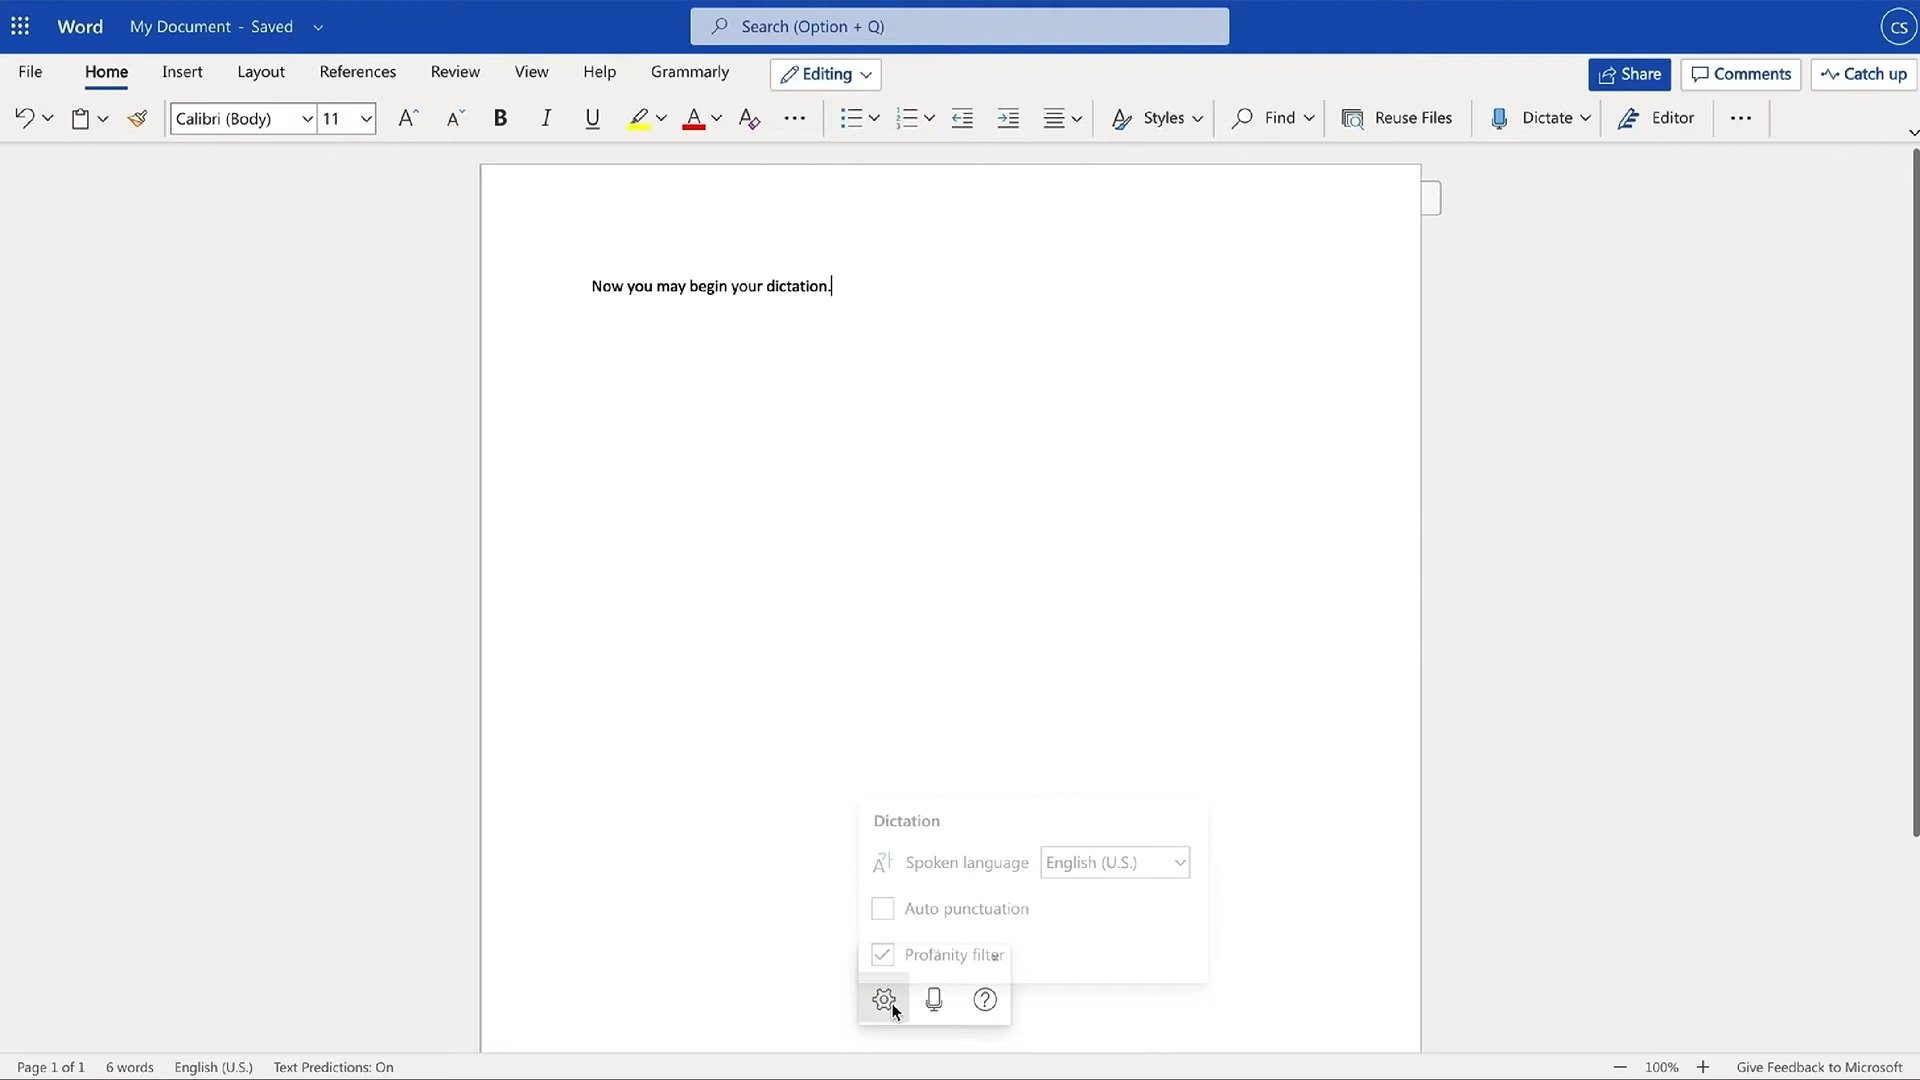 Word My Document - Saved Search (Option + Q) CS
File Home Insert Layout References Review View Help Grammarly Editing Share Comments Catch up
Calibri (Body) 11 B I U A Styles Find Reuse Files Dictate Editor
Now you may begin your dictation.
Dictation
Spoken language English (U.S.)
Auto punctuation
Profanity filter
Page 1 of 1 6 words English (U.S.) Text Predictions: On 100% Give Feedback to Microsoft